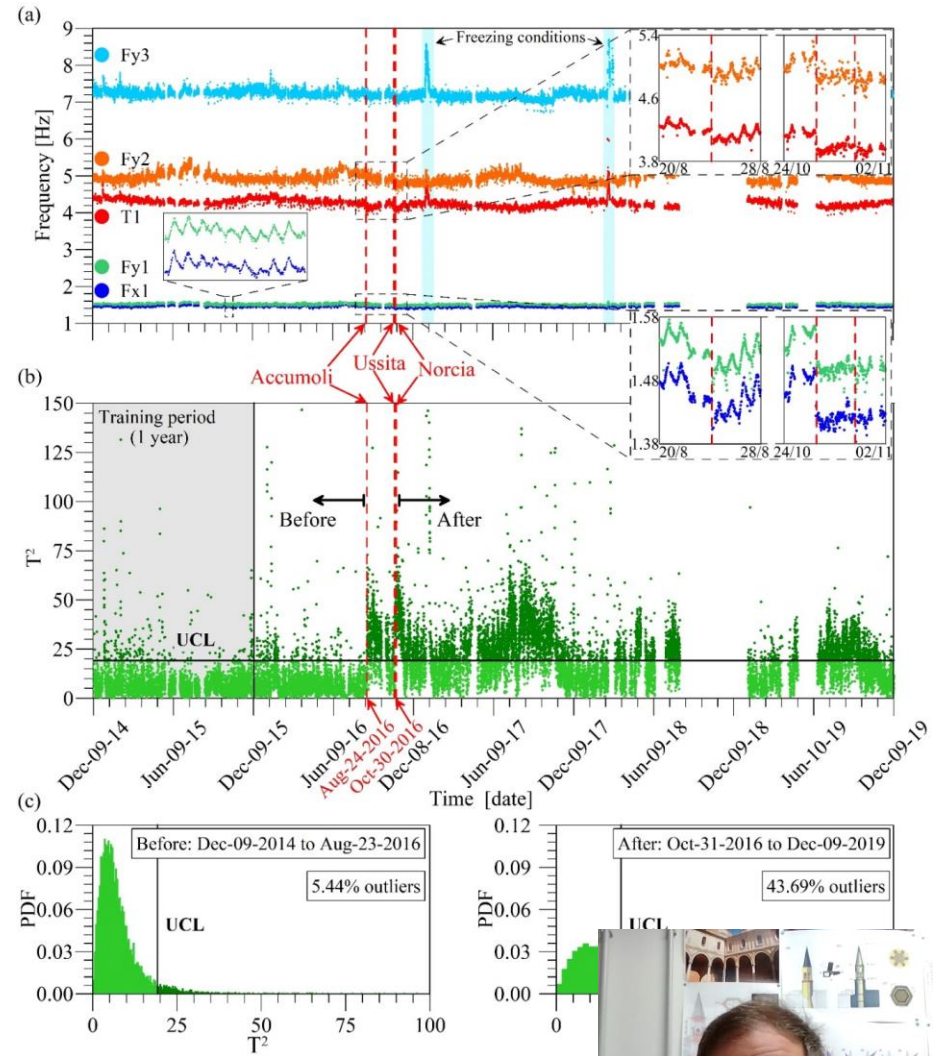 (a)
9
8
7
6
5
4
3
2
1
Frequency [Hz]
Fy3
Fy2
T1
Fy1
Fx1
Freezing conditions
5.4
4.6
3.8
20/8 28/8 24/10 02/11
1.58
1.48
1.38
20/8 28/8 24/10 02/11
Accumoli
Ussita
Norcia
(b)
150
125
100
75
50
25
0
T²
Training period
(1 year)
UCL
Before
After
Dec-09-14
Jun-09-15
Dec-09-15
Jun-09-16
Aug-24-2016
Oct-30-2016
Dec-08-16
Jun-09-17
Dec-09-17
Jun-09-18
Dec-09-18
Jun-10-19
Dec-09-19
Time [date]
(c)
0.12
0.09
0.06
0.03
0.00
PDF
Before: Dec-09-2014 to Aug-23-2016
5.44% outliers
UCL
0 25 50 75 100
T²
0.12
0.09
0.06
0.03
0.00
PDF
After: Oct-31-2016 to Dec-09-2019
43.69% outliers
UCL
0